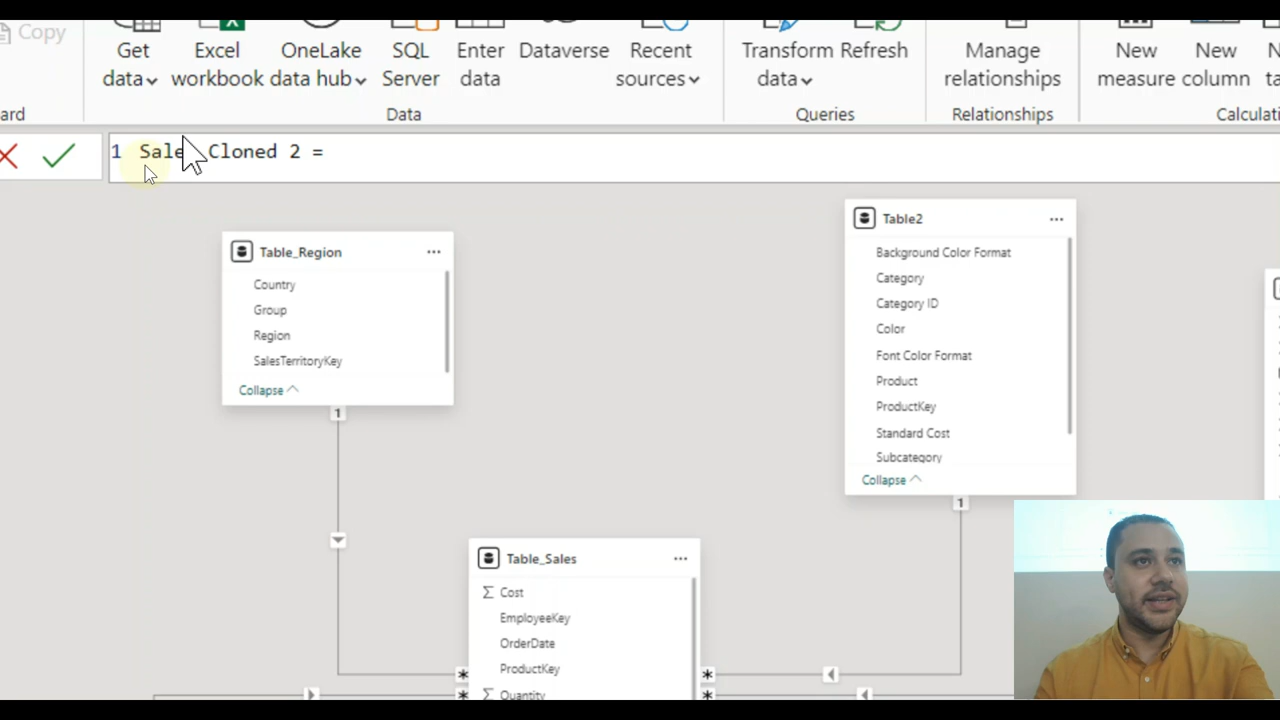 Copy
Get data
Excel workbook
OneLake data hub
SQL Server
Enter data
Dataverse
Recent sources
Transform data
Refresh
Manage relationships
New measure
New column
Data
Queries
Relationships
1 Cloned 2 =
Table_Region
Country
Group
Region
SalesTerritoryKey
Collapse
1
Table2
Background Color Format
Category
Category ID
Color
Font Color Format
Product
ProductKey
Standard Cost
Subcategory
Collapse
1
Table_Sales
Σ Cost
EmployeeKey
OrderDate
ProductKey
Σ Quantity
* *
* *